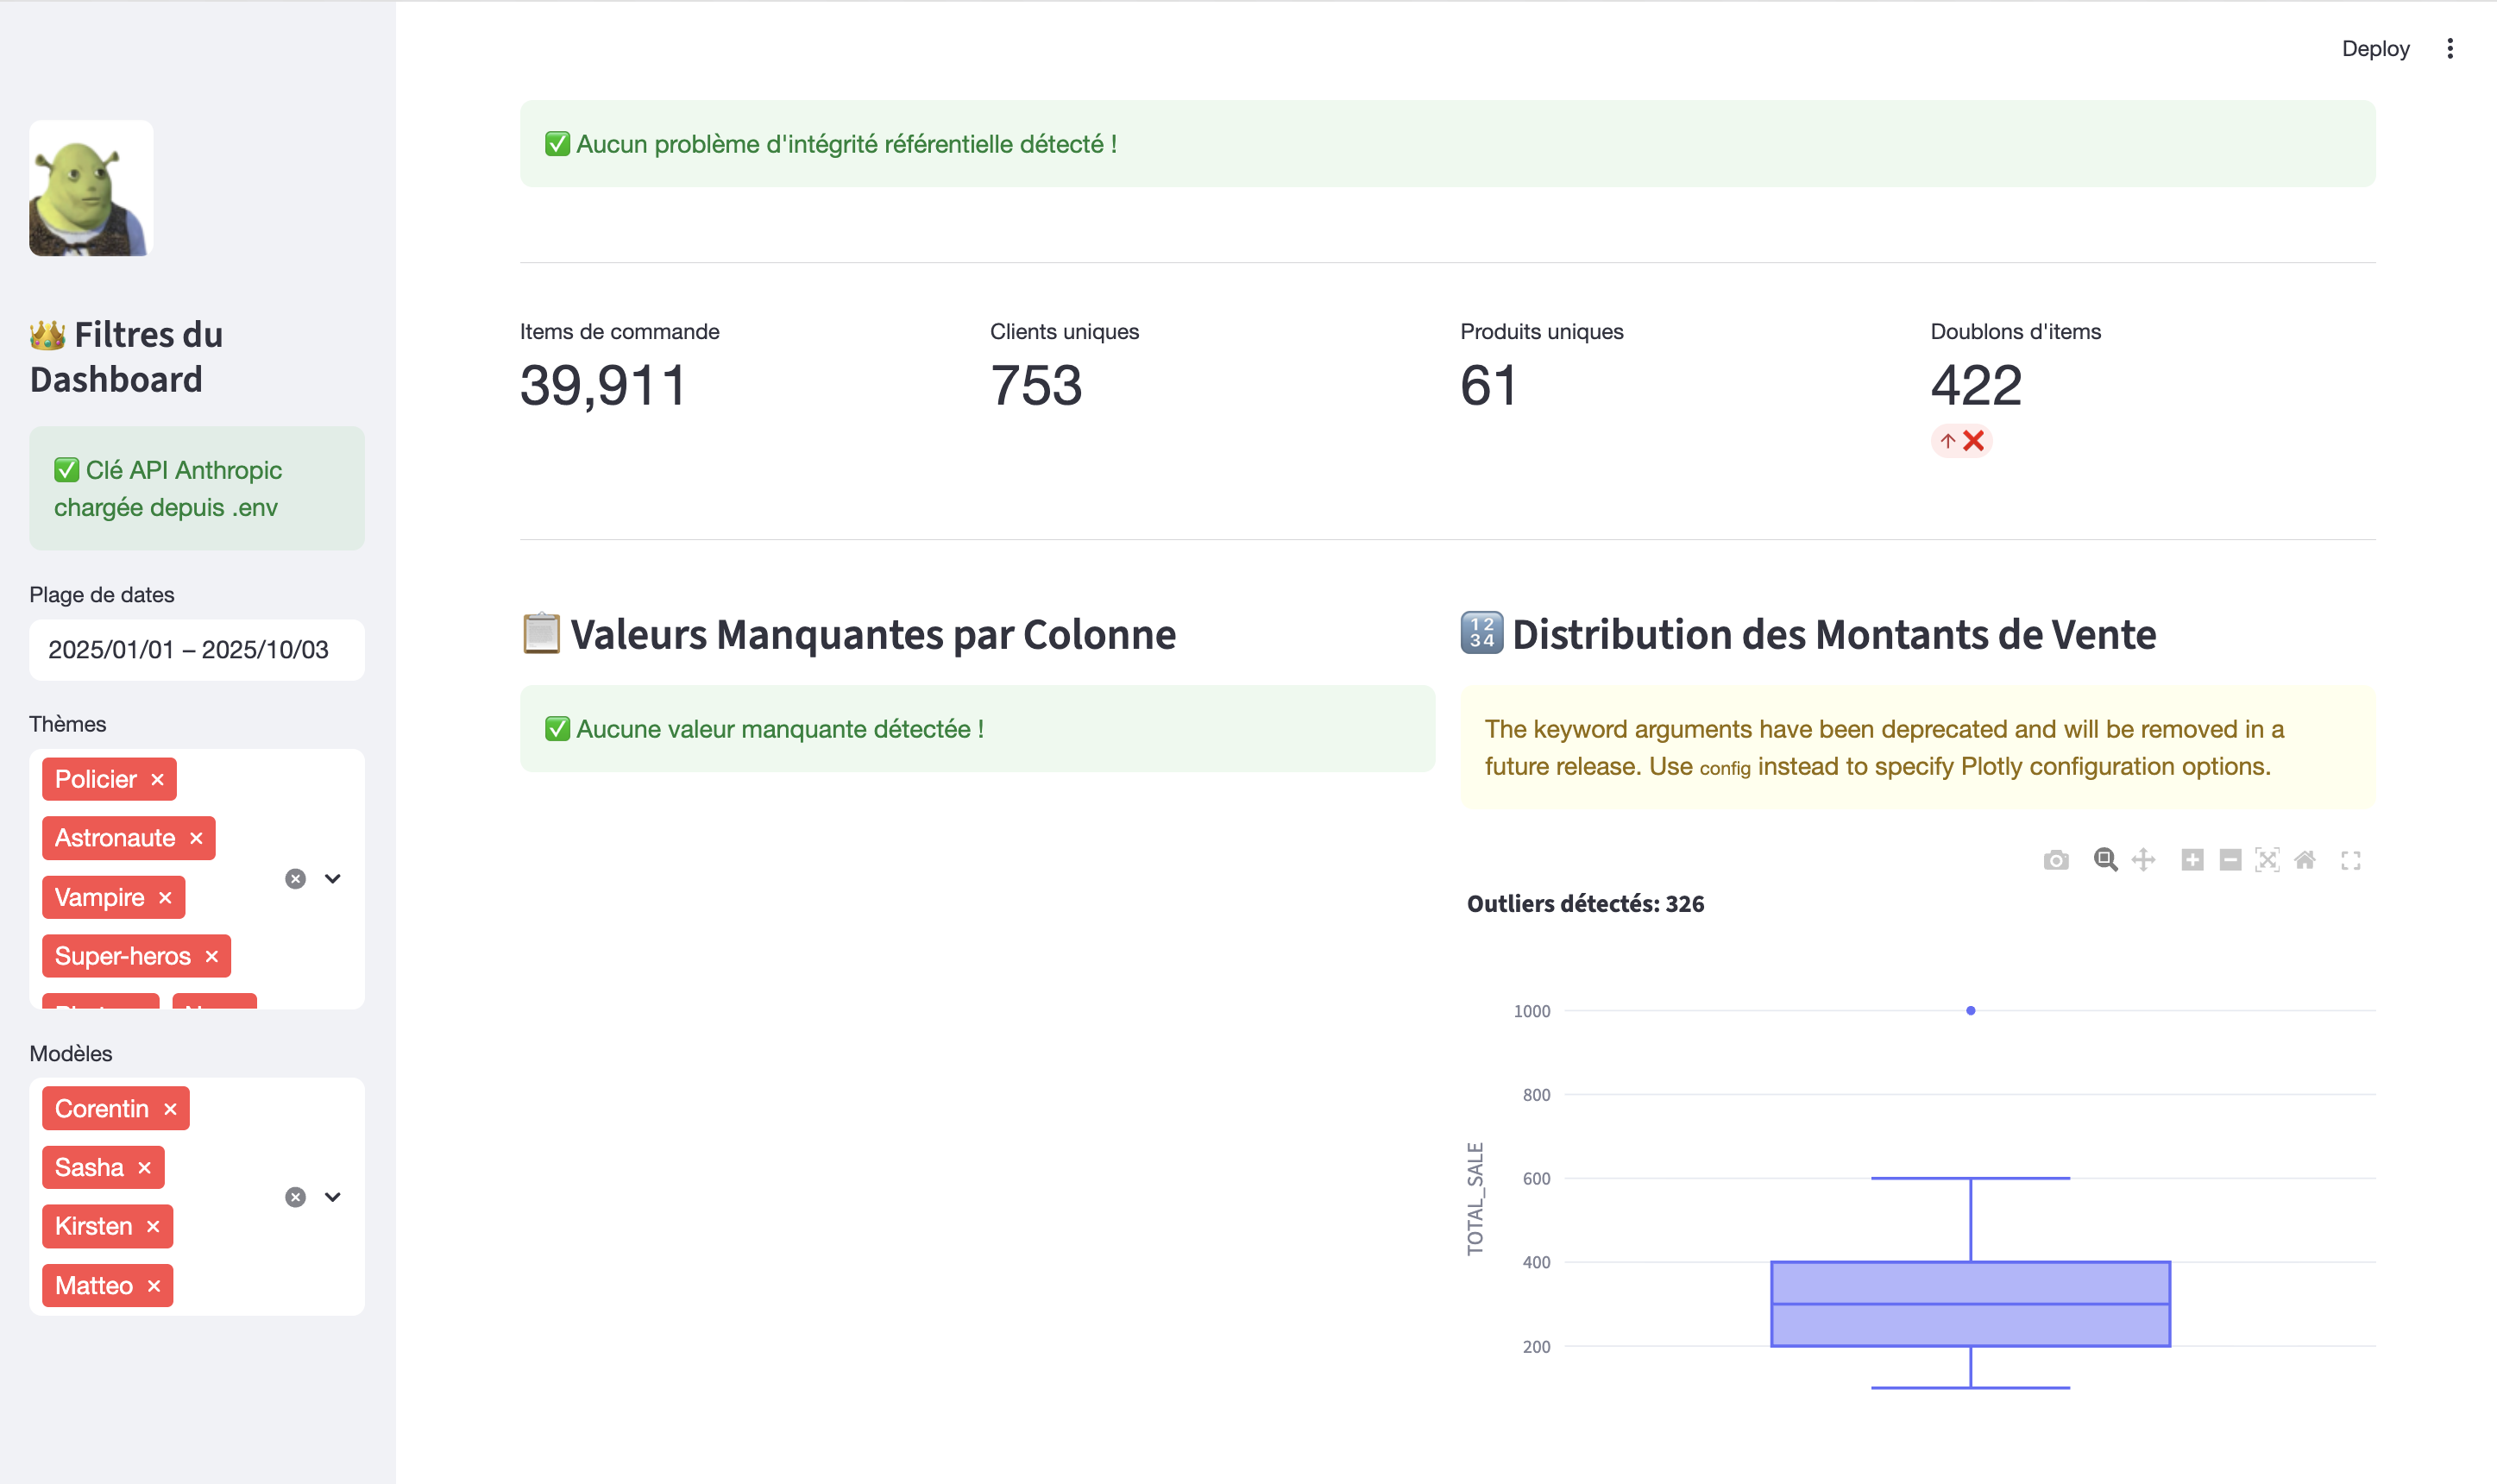 Deploy
✅ Aucun problème d'intégrité référentielle détecté !
👑 Filtres du
Dashboard
✅ Clé API Anthropic
chargée depuis .env
Plage de dates
2025/01/01 – 2025/10/03
Thèmes
Policier ×
Astronaute ×
Vampire ×
Super-heros ×
Modèles
Corentin ×
Sasha ×
Kirsten ×
Matteo ×
Items de commande
39,911
Clients uniques
753
Produits uniques
61
Doublons d'items
422
↑ ❌
📋 Valeurs Manquantes par Colonne
✅ Aucune valeur manquante détectée !
🔢 Distribution des Montants de Vente
The keyword arguments have been deprecated and will be removed in a
future release. Use config instead to specify Plotly configuration options.
Outliers détectés: 326
1000
800
600
400
200
TOTAL_SALE